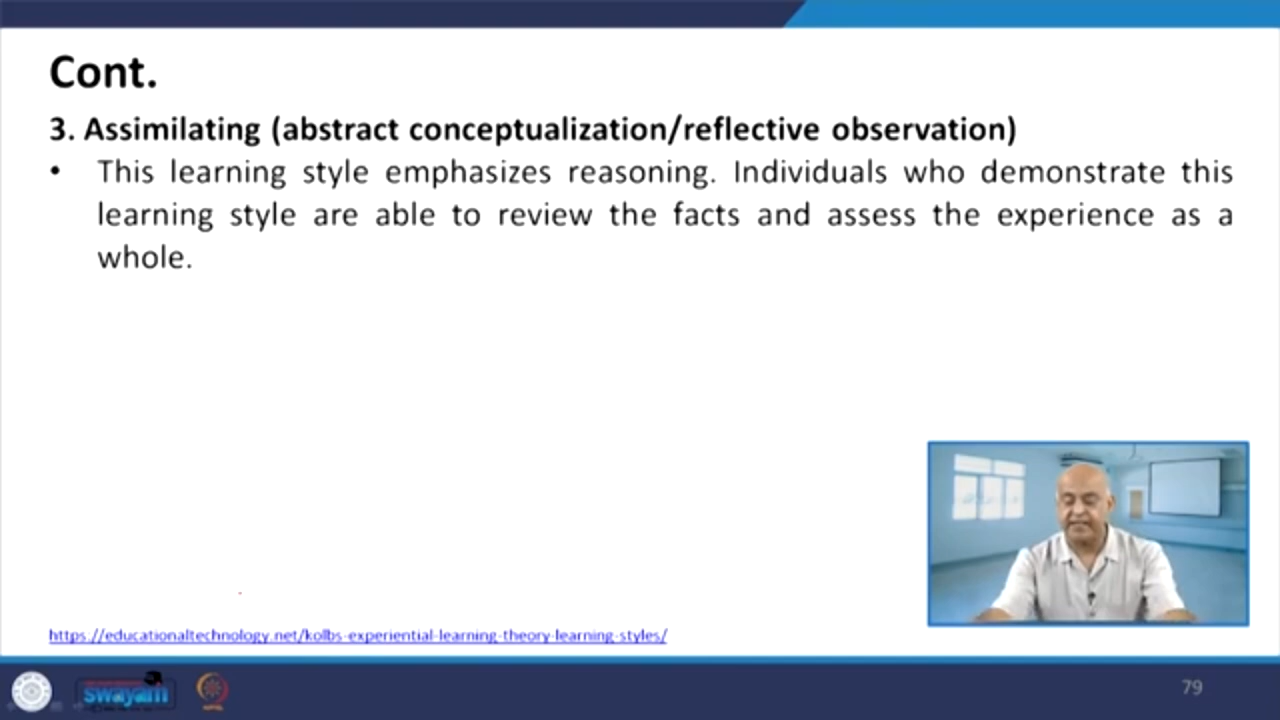 Cont.
3. Assimilating (abstract conceptualization/reflective observation)
• This learning style emphasizes reasoning. Individuals who demonstrate this
learning style are able to review the facts and assess the experience as a
whole.
https://educationaltechnology.net/kolbs-experiential-learning-theory-learning-styles/
swayam
79